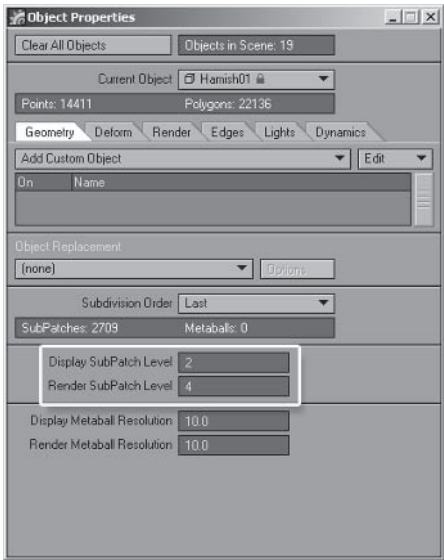 Object Properties
Clear All Objects Objects in Scene: 19
Current Object Hamish01
Points: 14411 Polygons: 22136
Geometry Deform Render Edges Lights Dynamics
Add Custom Object Edit
On Name
Object Replacement
(none) Options
Subdivision Order Last
SubPatches: 2709 Metaballs: 0
Display SubPatch Level 2
Render SubPatch Level 4
Display Metaball Resolution 10.0
Render Metaball Resolution 10.0